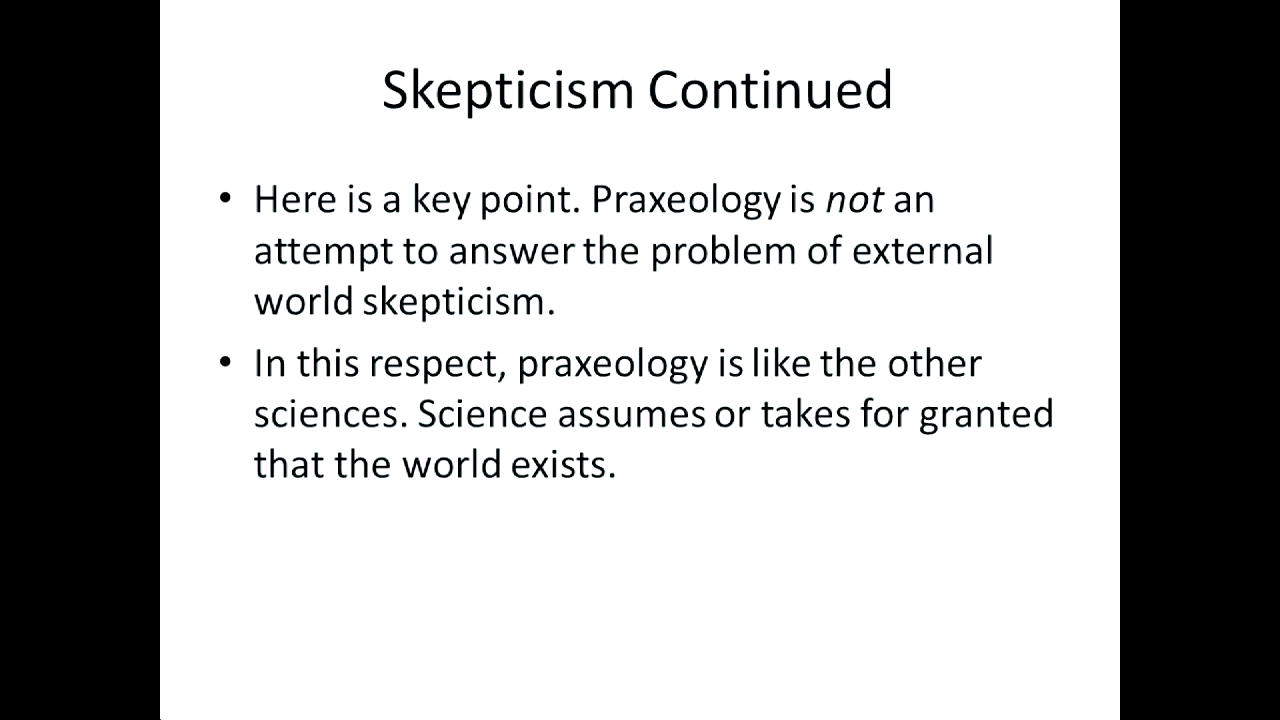 Skepticism Continued
• Here is a key point. Praxeology is not an
attempt to answer the problem of external
world skepticism.
• In this respect, praxeology is like the other
sciences. Science assumes or takes for granted
that the world exists.